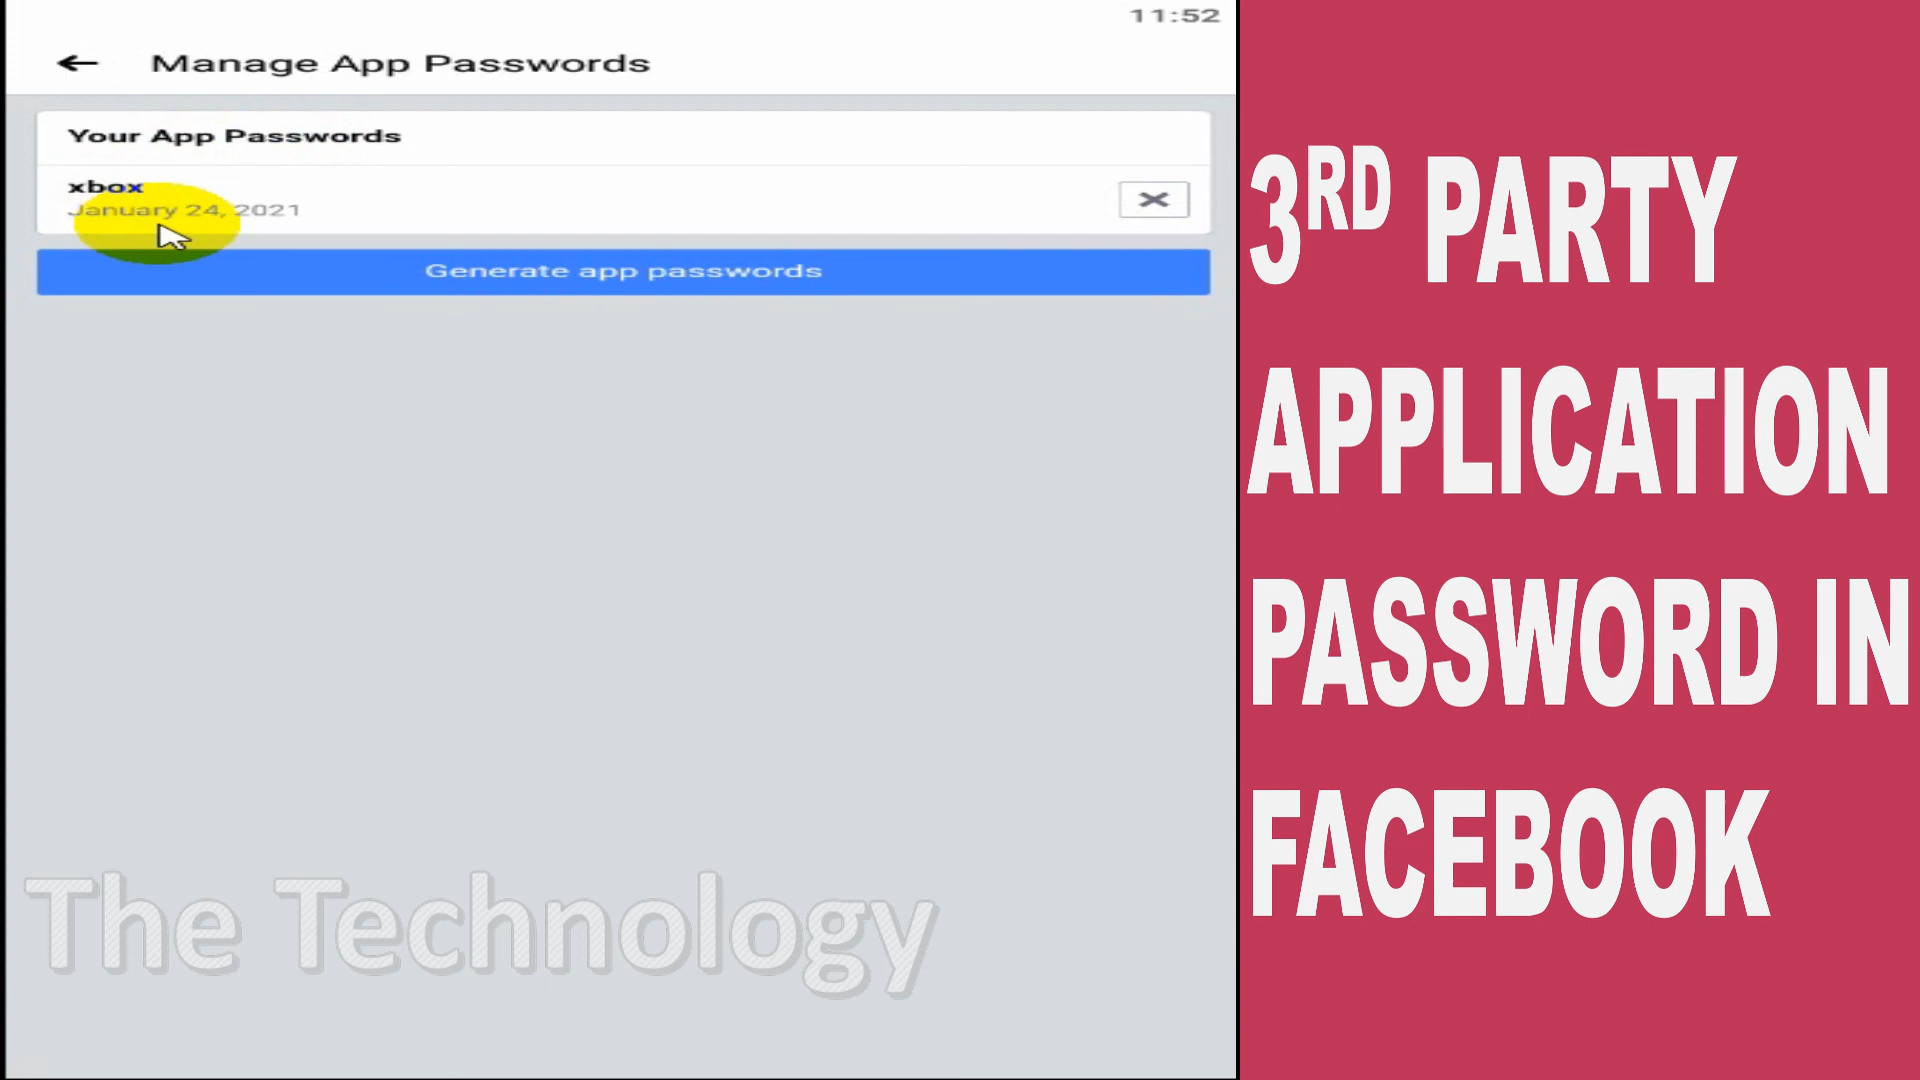 11:52
Manage App Passwords
Your App Passwords
xbox
January 24, 2021
Generate app passwords
The Technology
3RD PARTY
APPLICATION
PASSWORD IN
FACEBOOK